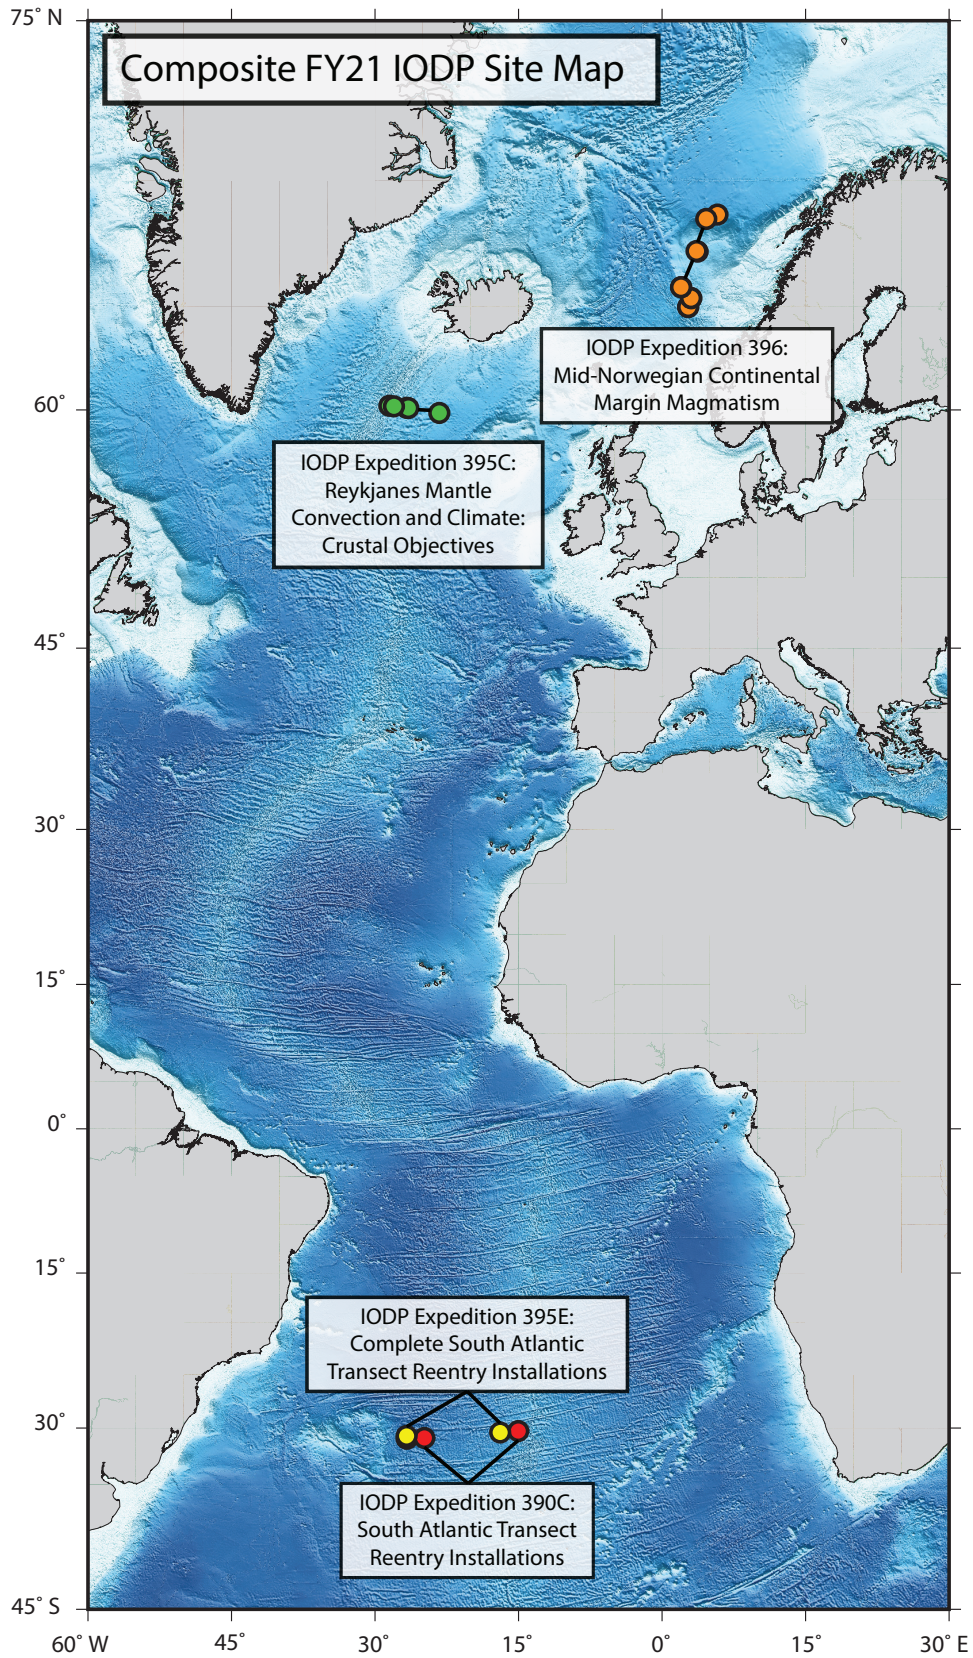 75° N
Composite FY21 IODP Site Map
IODP Expedition 396:
Mid-Norwegian Continental
Margin Magmatism
60°
IODP Expedition 395C:
Reykjanes Mantle
Convection and Climate:
Crustal Objectives
45°
30°
15°
0°
15°
IODP Expedition 395E:
Complete South Atlantic
Transect Reentry Installations
30°
IODP Expedition 390C:
South Atlantic Transect
Reentry Installations
45° S
60° W
45°
30°
15°
0°
15°
30° E